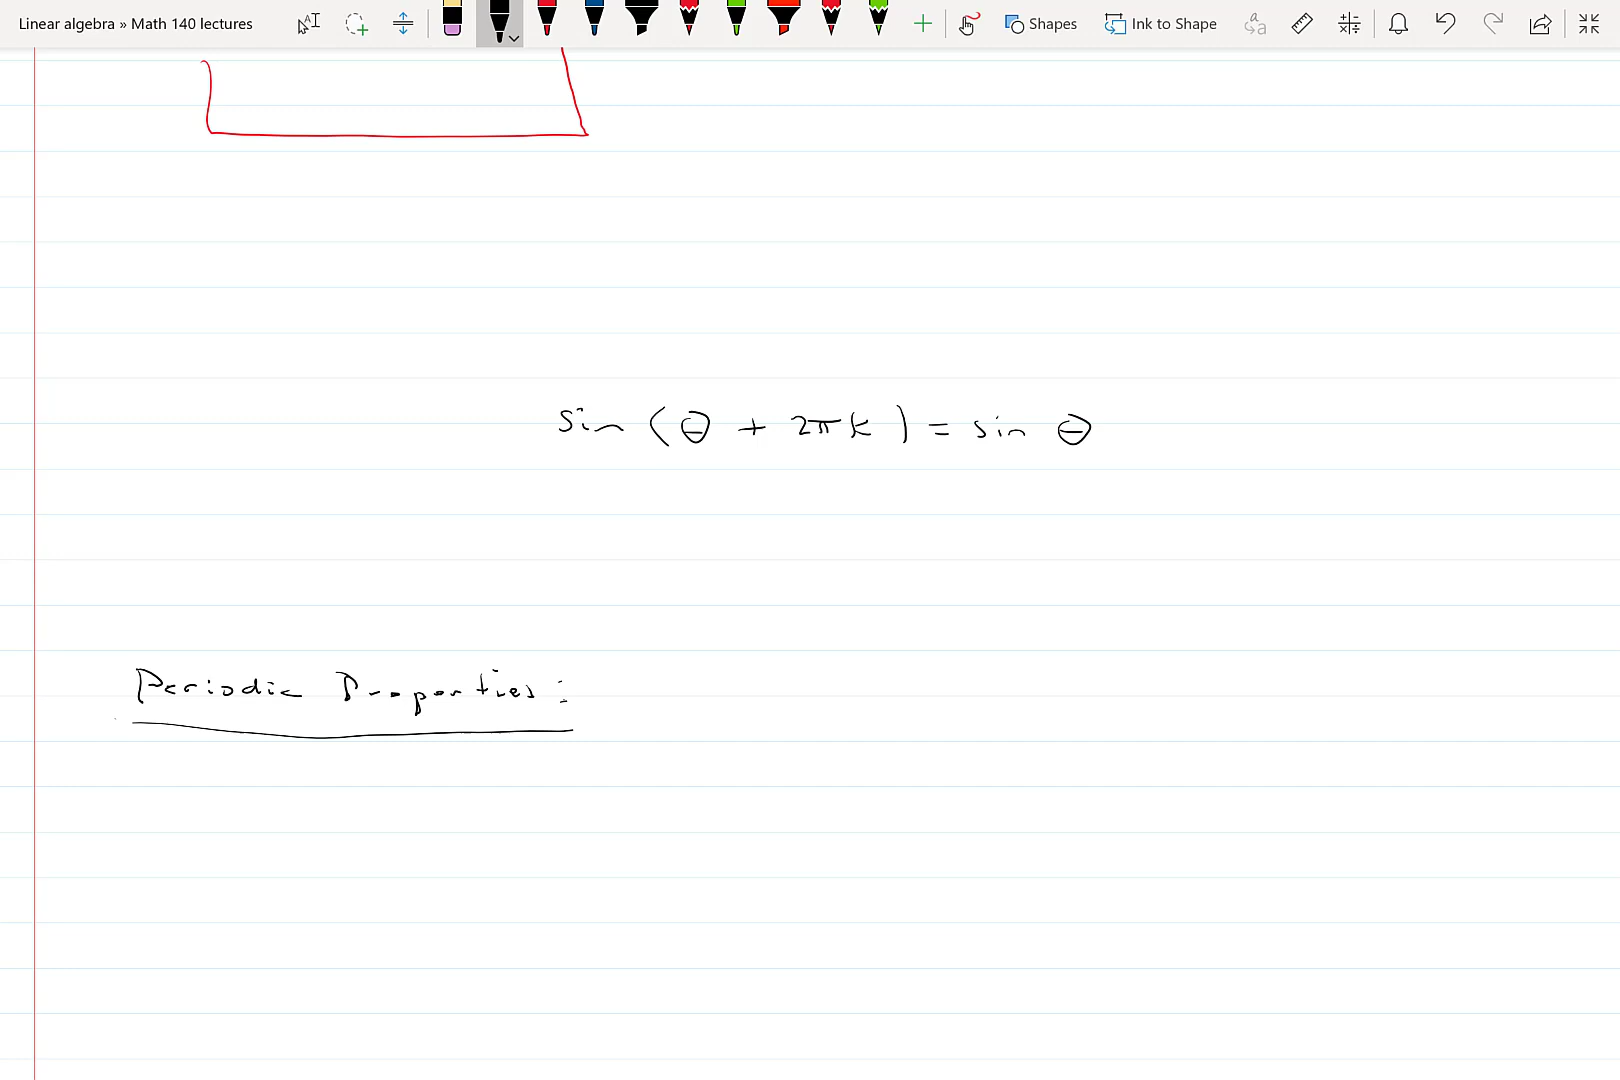 Linear algebra » Math 140 lectures
Shapes
Ink to Shape
sin (θ + 2πk) = sin θ
Periodic Properties: